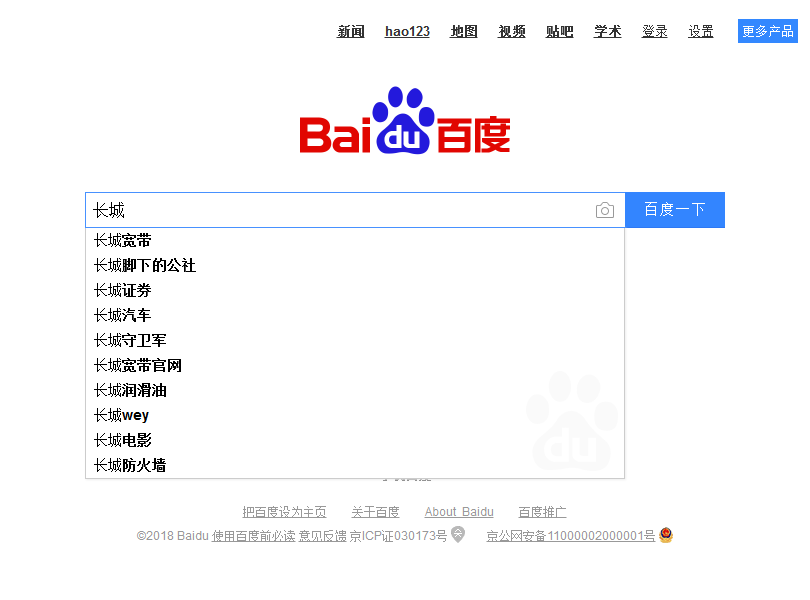 新闻 hao123 地图 视频 贴吧 学术 登录 设置 更多产品
Bai du 百度
长城 百度一下
长城宽带
长城脚下的公社
长城证券
长城汽车
长城守卫军
长城宽带官网
长城润滑油
长城wey
长城电影
长城防火墙
du
把百度设为主页 关于百度 About Baidu 百度推广
©2018 Baidu 使用百度前必读 意见反馈 京ICP证030173号 京公网安备11000002000001号